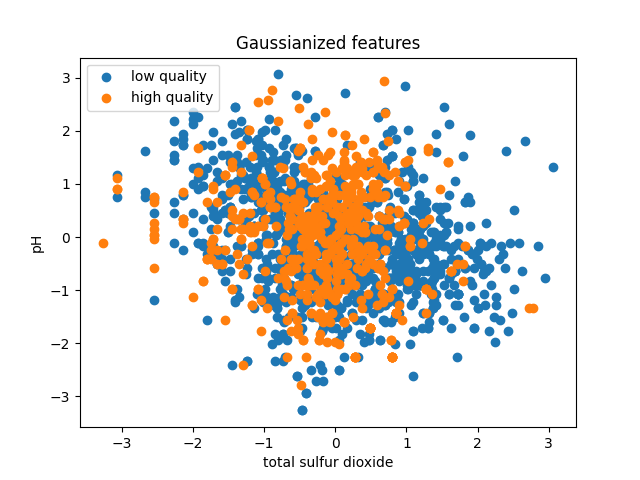 Gaussianized features
low quality
high quality
3
2
1
0
−1
−2
−3
pH
−3 −2 −1 0 1 2 3
total sulfur dioxide